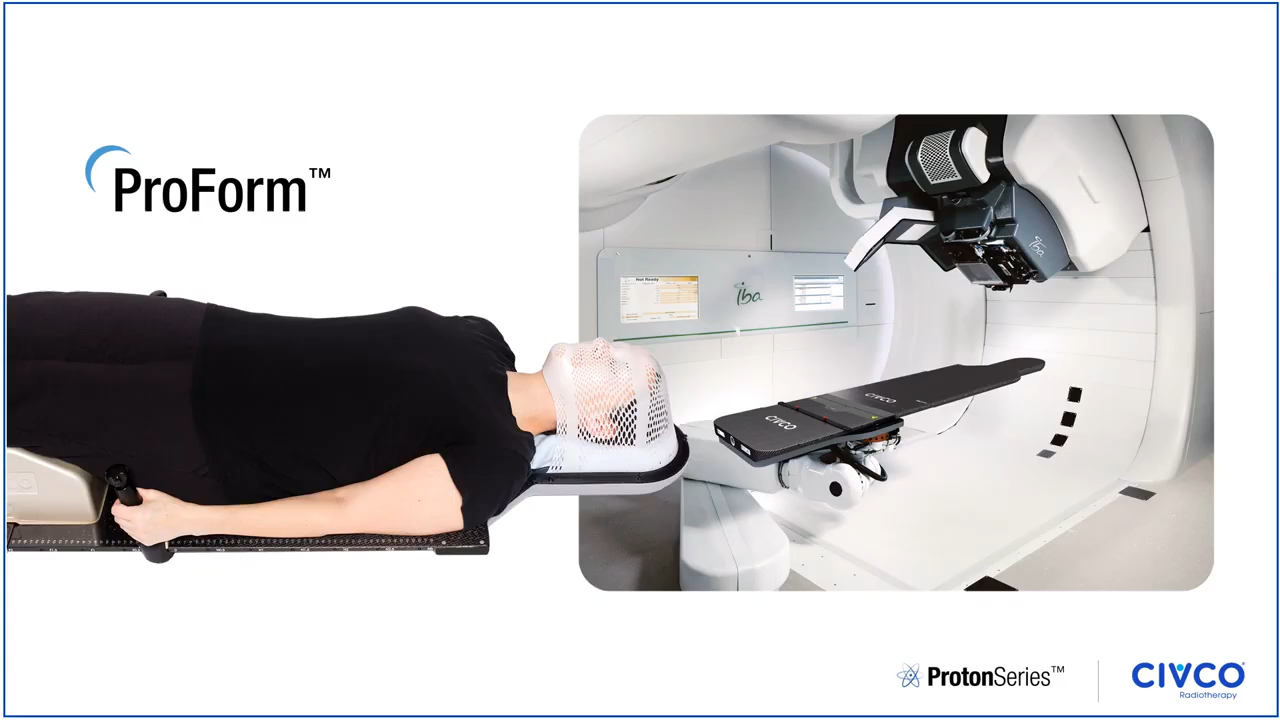 ProForm™
Not Ready
iba
iba
CIVCO
CIVCO
ProtonSeries™
CIVCO®
Radiotherapy